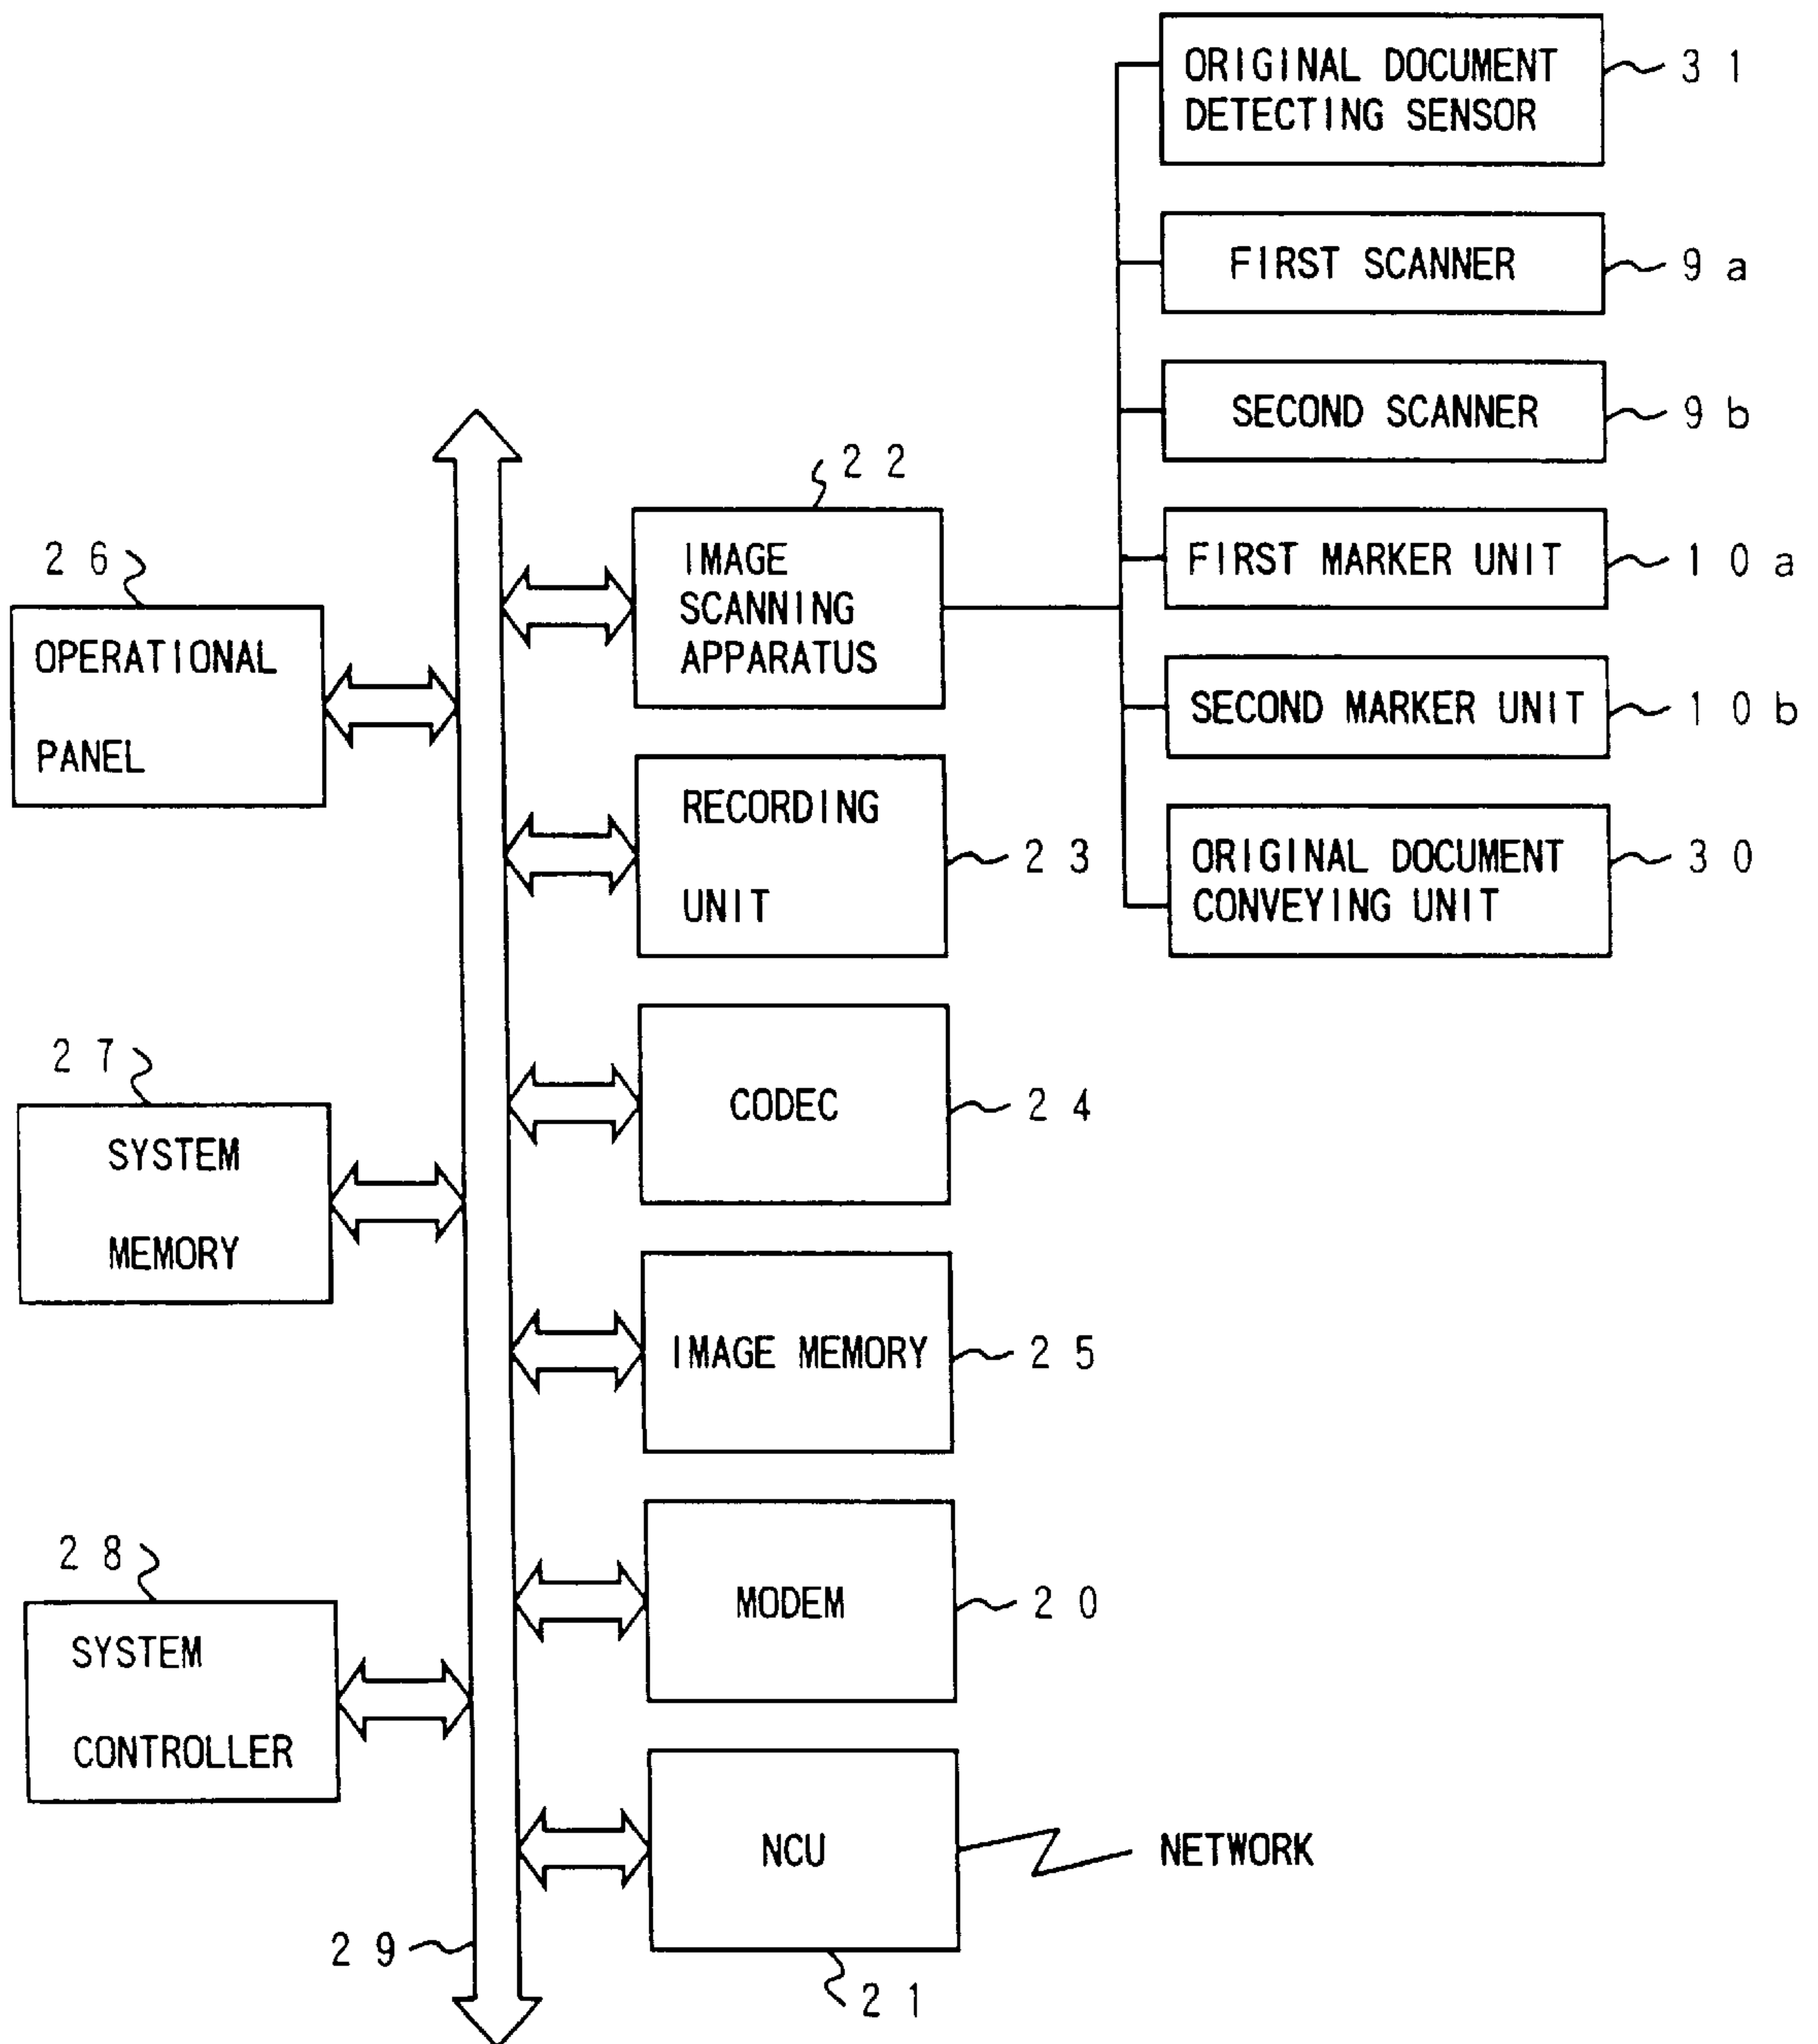 ORIGINAL DOCUMENT
DETECTING SENSOR
31
FIRST SCANNER
9a
SECOND SCANNER
9b
22
IMAGE
SCANNING
APPARATUS
FIRST MARKER UNIT
10a
SECOND MARKER UNIT
10b
ORIGINAL DOCUMENT
CONVEYING UNIT
30
26
OPERATIONAL
PANEL
RECORDING
UNIT
23
27
SYSTEM
MEMORY
CODEC
24
IMAGE MEMORY
25
28
SYSTEM
CONTROLLER
MODEM
20
NCU
NETWORK
29
21